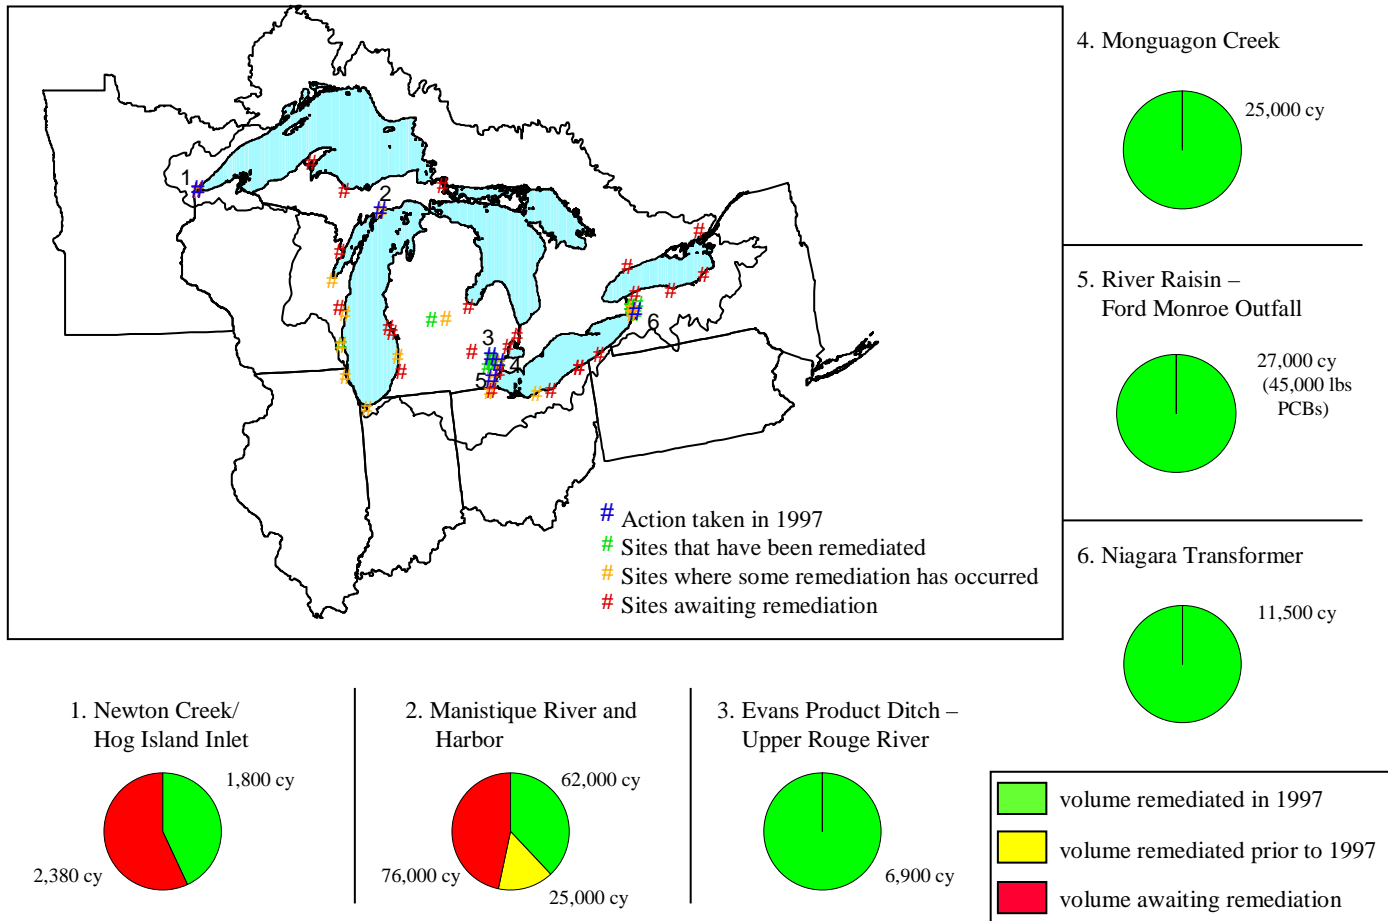 1
2
3
4
5
6
# Action taken in 1997
# Sites that have been remediated
# Sites where some remediation has occurred
# Sites awaiting remediation
4. Monguagon Creek
25,000 cy
5. River Raisin –
Ford Monroe Outfall
27,000 cy
(45,000 lbs
PCBs)
6. Niagara Transformer
11,500 cy
1. Newton Creek/
Hog Island Inlet
1,800 cy
2,380 cy
2. Manistique River and
Harbor
62,000 cy
76,000 cy
25,000 cy
3. Evans Product Ditch –
Upper Rouge River
6,900 cy
volume remediated in 1997
volume remediated prior to 1997
volume awaiting remediation